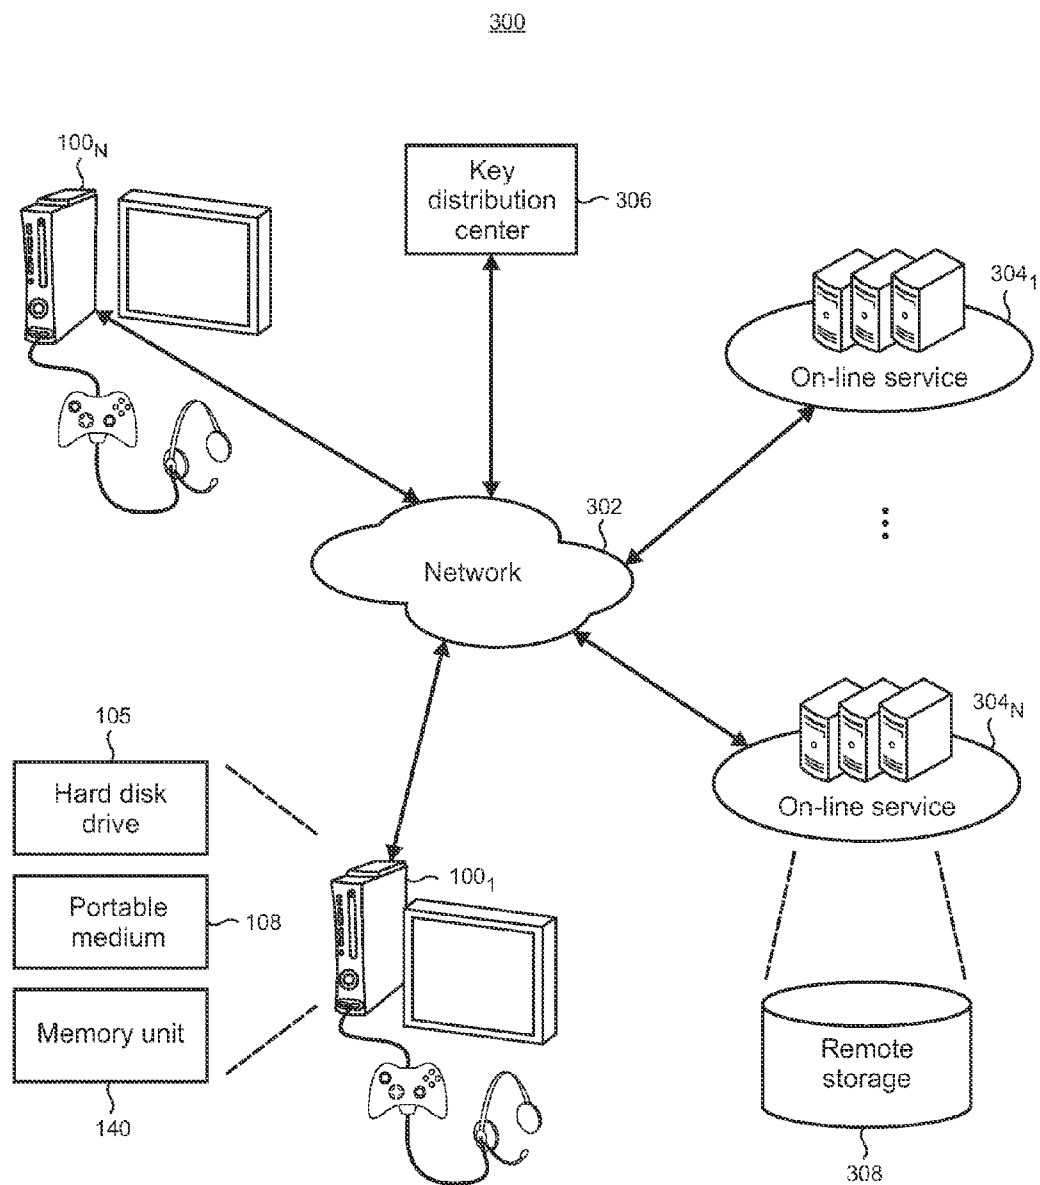 300
100N
Key
distribution
center
306
3041
On-line service
302
Network
304N
On-line service
105
Hard disk
drive
Portable
medium
108
Memory unit
140
1001
Remote
storage
308